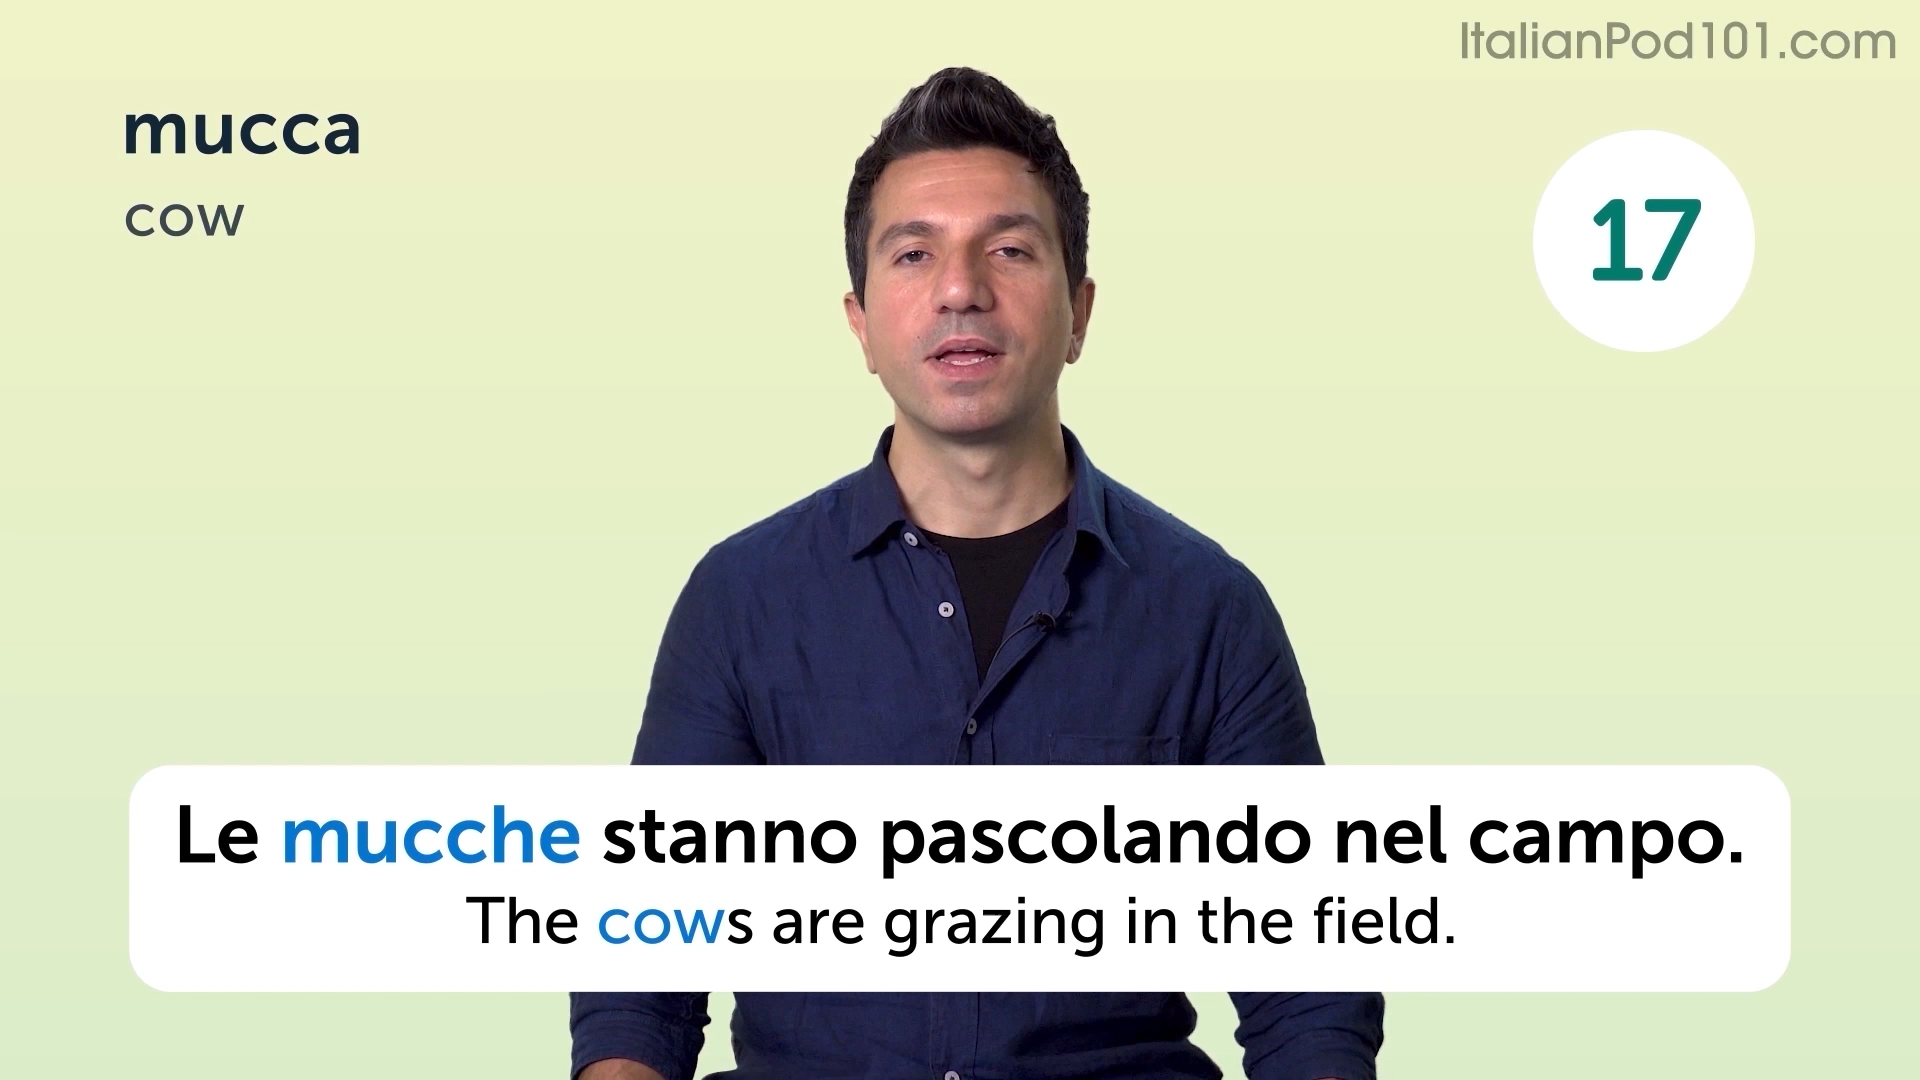 ItalianPod101.com
mucca
cow
17
Le mucche stanno pascolando nel campo.
The cows are grazing in the field.